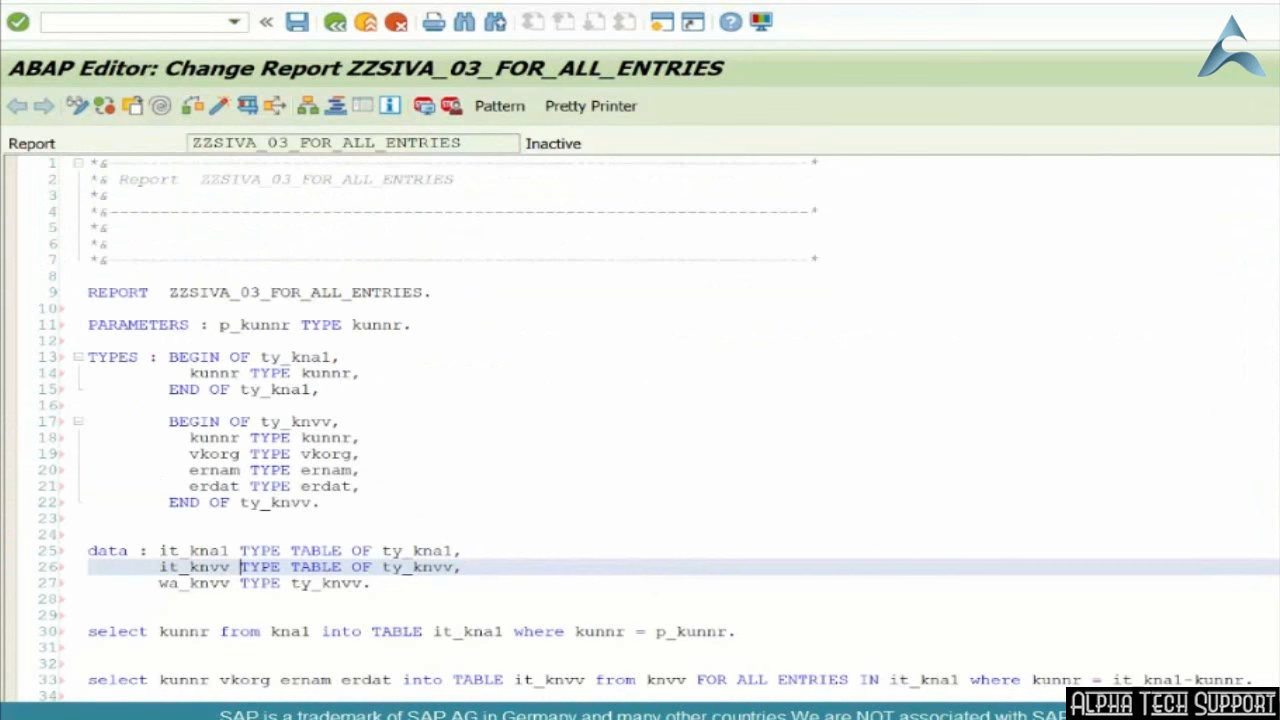 ABAP Editor: Change Report ZZSIVA_03_FOR_ALL_ENTRIES
Pattern Pretty Printer
Report ZZSIVA_03_FOR_ALL_ENTRIES Inactive
1 *&---------------------------------------------------------------------*
2 *& Report ZZSIVA_03_FOR_ALL_ENTRIES
3 *&
4 *&---------------------------------------------------------------------*
5 *&
6 *&
7 *&---------------------------------------------------------------------*
8
9 REPORT ZZSIVA_03_FOR_ALL_ENTRIES.
10
11 PARAMETERS : p_kunnr TYPE kunnr.
12
13 TYPES : BEGIN OF ty_kna1,
14 kunnr TYPE kunnr,
15 END OF ty_kna1,
16
17 BEGIN OF ty_knvv,
18 kunnr TYPE kunnr,
19 vkorg TYPE vkorg,
20 ernam TYPE ernam,
21 erdat TYPE erdat,
22 END OF ty_knvv.
23
24
25 data : it_kna1 TYPE TABLE OF ty_kna1,
26 it_knvv TYPE TABLE OF ty_knvv,
27 wa_knvv TYPE ty_knvv.
28
29
30 select kunnr from kna1 into TABLE it_kna1 where kunnr = p_kunnr.
31
32
33 select kunnr vkorg ernam erdat into TABLE it_knvv from knvv FOR ALL ENTRIES IN it_kna1 where kunnr = it_kna1-kunnr.
34
SAP is a trademark of SAP AG in Germany and many other countries.We are NOT associated with SAP
ALPHA TECH SUPPORT